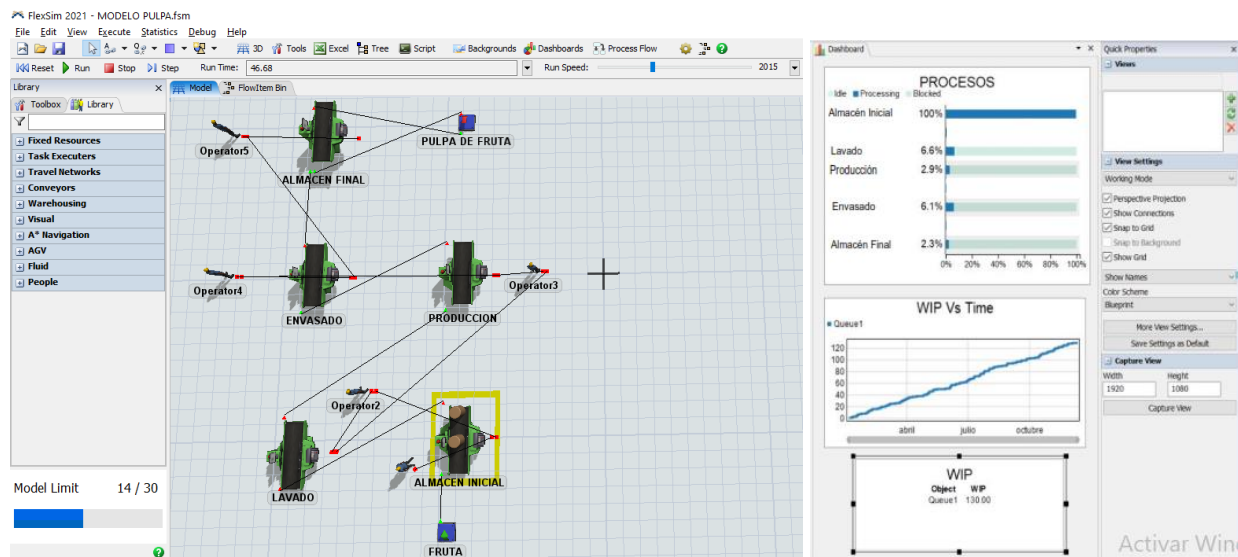 FlexSim 2021 - MODELO PULPA.fsm
File Edit View Execute Statistics Debug Help
3D Tools Excel Tree Script Backgrounds Dashboards Process Flow
Reset Run Stop Step Run Time: 46.68 Run Speed: 2015
Library
Toolbox Library
Fixed Resources
Task Executers
Travel Networks
Conveyors
Warehousing
Visual
A* Navigation
AGV
Fluid
People
Model Limit 14 / 30
Model FlowItem Bin
Operator5
PULPA DE FRUTA
ALMACEN FINAL
Operator4
Operator3
ENVASADO
PRODUCCION
Operator2
ALMACEN INICIAL
LAVADO
FRUTA
Dashboard
PROCESOS
Idle Processing Blocked
Almacén Inicial 100%
Lavado 6.6%
Producción 2.9%
Envasado 6.1%
Almacén Final 2.3%
0% 20% 40% 60% 80% 100%
WIP Vs Time
Queue1
120
100
80
60
40
20
0
abril julio octubre
WIP
Object WIP
Queue1 130.00
Quick Properties
Views
View Settings
Working Mode
Perspective Projection
Show Connections
Snap to Grid
Snap to Background
Show Grid
Show Names
Color Scheme
Blueprint
More View Settings...
Save Settings as Default
Capture View
Width Height
1920 1080
Capture View
Activar Win